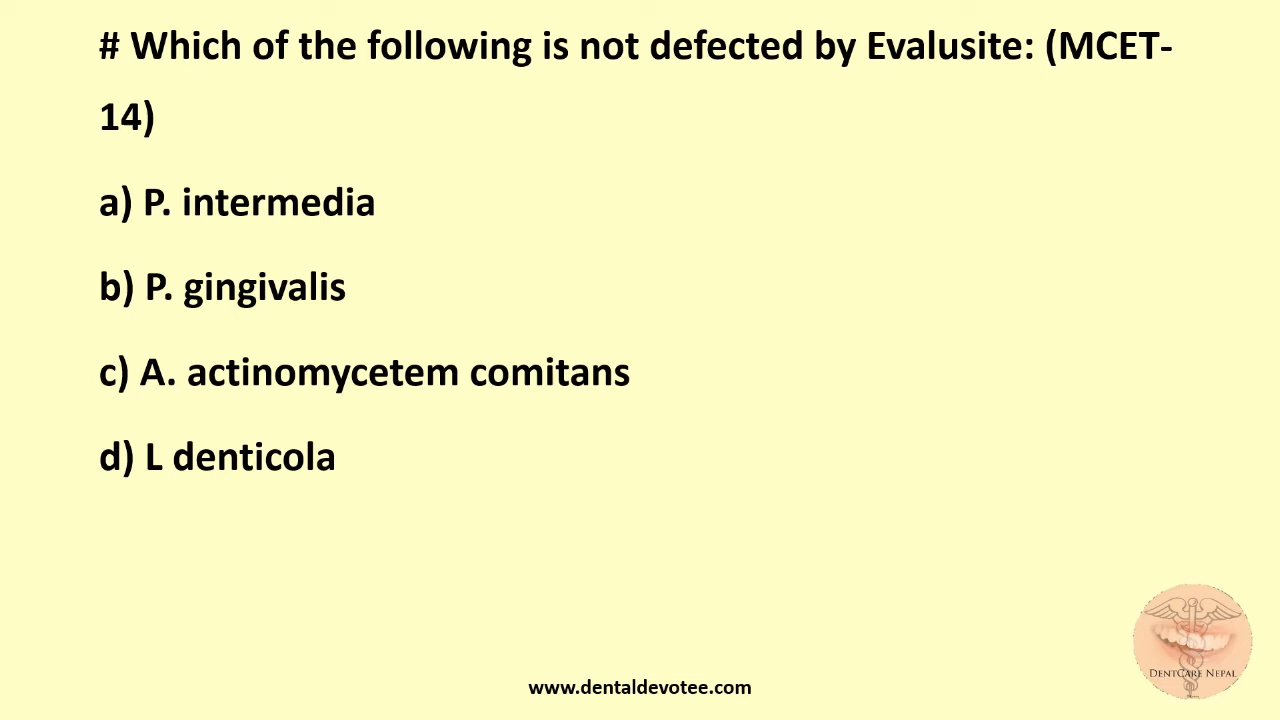 # Which of the following is not defected by Evalusite: (MCET-
14)
a) P. intermedia
b) P. gingivalis
c) A. actinomycetem comitans
d) L denticola
DentCare Nepal
www.dentaldevotee.com